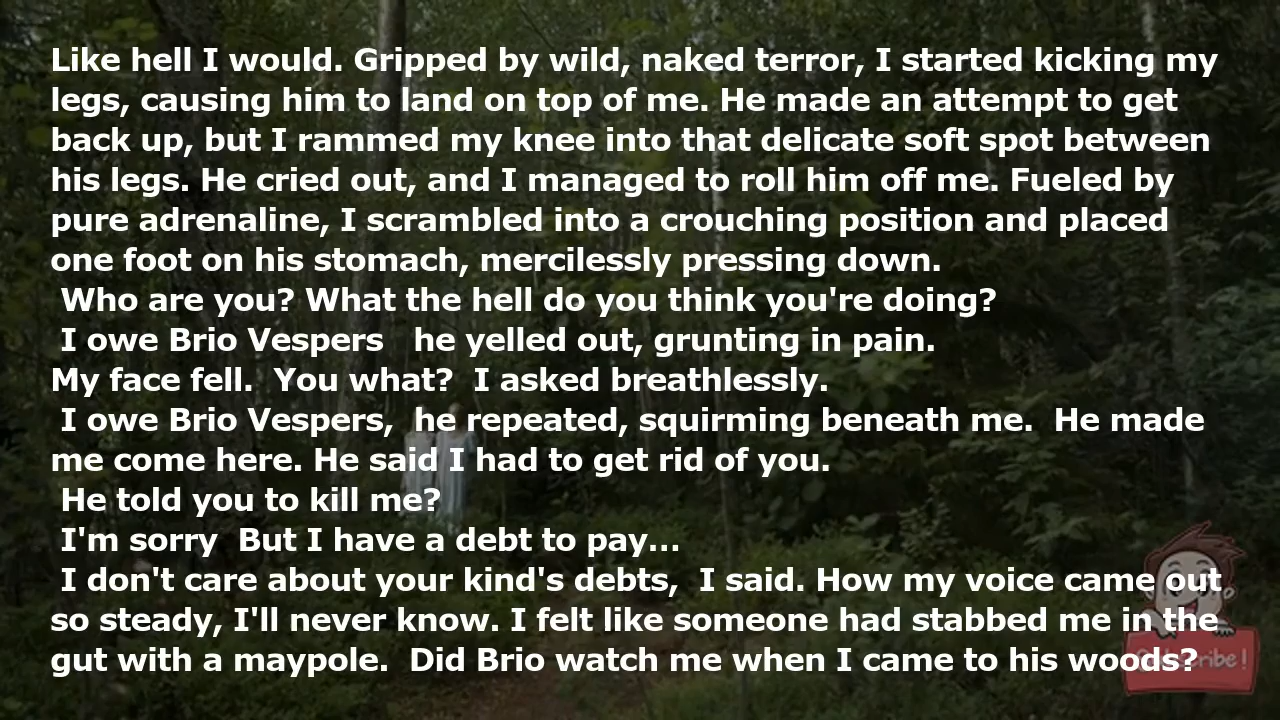 Like hell I would. Gripped by wild, naked terror, I started kicking my
legs, causing him to land on top of me. He made an attempt to get
back up, but I rammed my knee into that delicate soft spot between
his legs. He cried out, and I managed to roll him off me. Fueled by
pure adrenaline, I scrambled into a crouching position and placed
one foot on his stomach, mercilessly pressing down.
Who are you? What the hell do you think you're doing?
I owe Brio Vespers   he yelled out, grunting in pain.
My face fell.  You what?  I asked breathlessly.
I owe Brio Vespers,  he repeated, squirming beneath me.  He made
me come here. He said I had to get rid of you.
He told you to kill me?
I'm sorry  But I have a debt to pay...
I don't care about your kind's debts,  I said. How my voice came out
so steady, I'll never know. I felt like someone had stabbed me in the
gut with a maypole.  Did Brio watch me when I came to his woods?